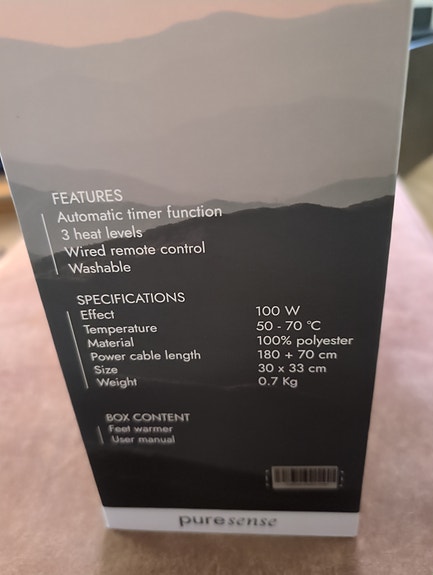 FEATURES
Automatic timer function
3 heat levels
Wired remote control
Washable
SPECIFICATIONS
Effect 100 W
Temperature 50 - 70 °C
Material 100% polyester
Power cable length 180 + 70 cm
Size 30 x 33 cm
Weight 0.7 Kg
BOX CONTENT
Feet warmer
User manual
puresense